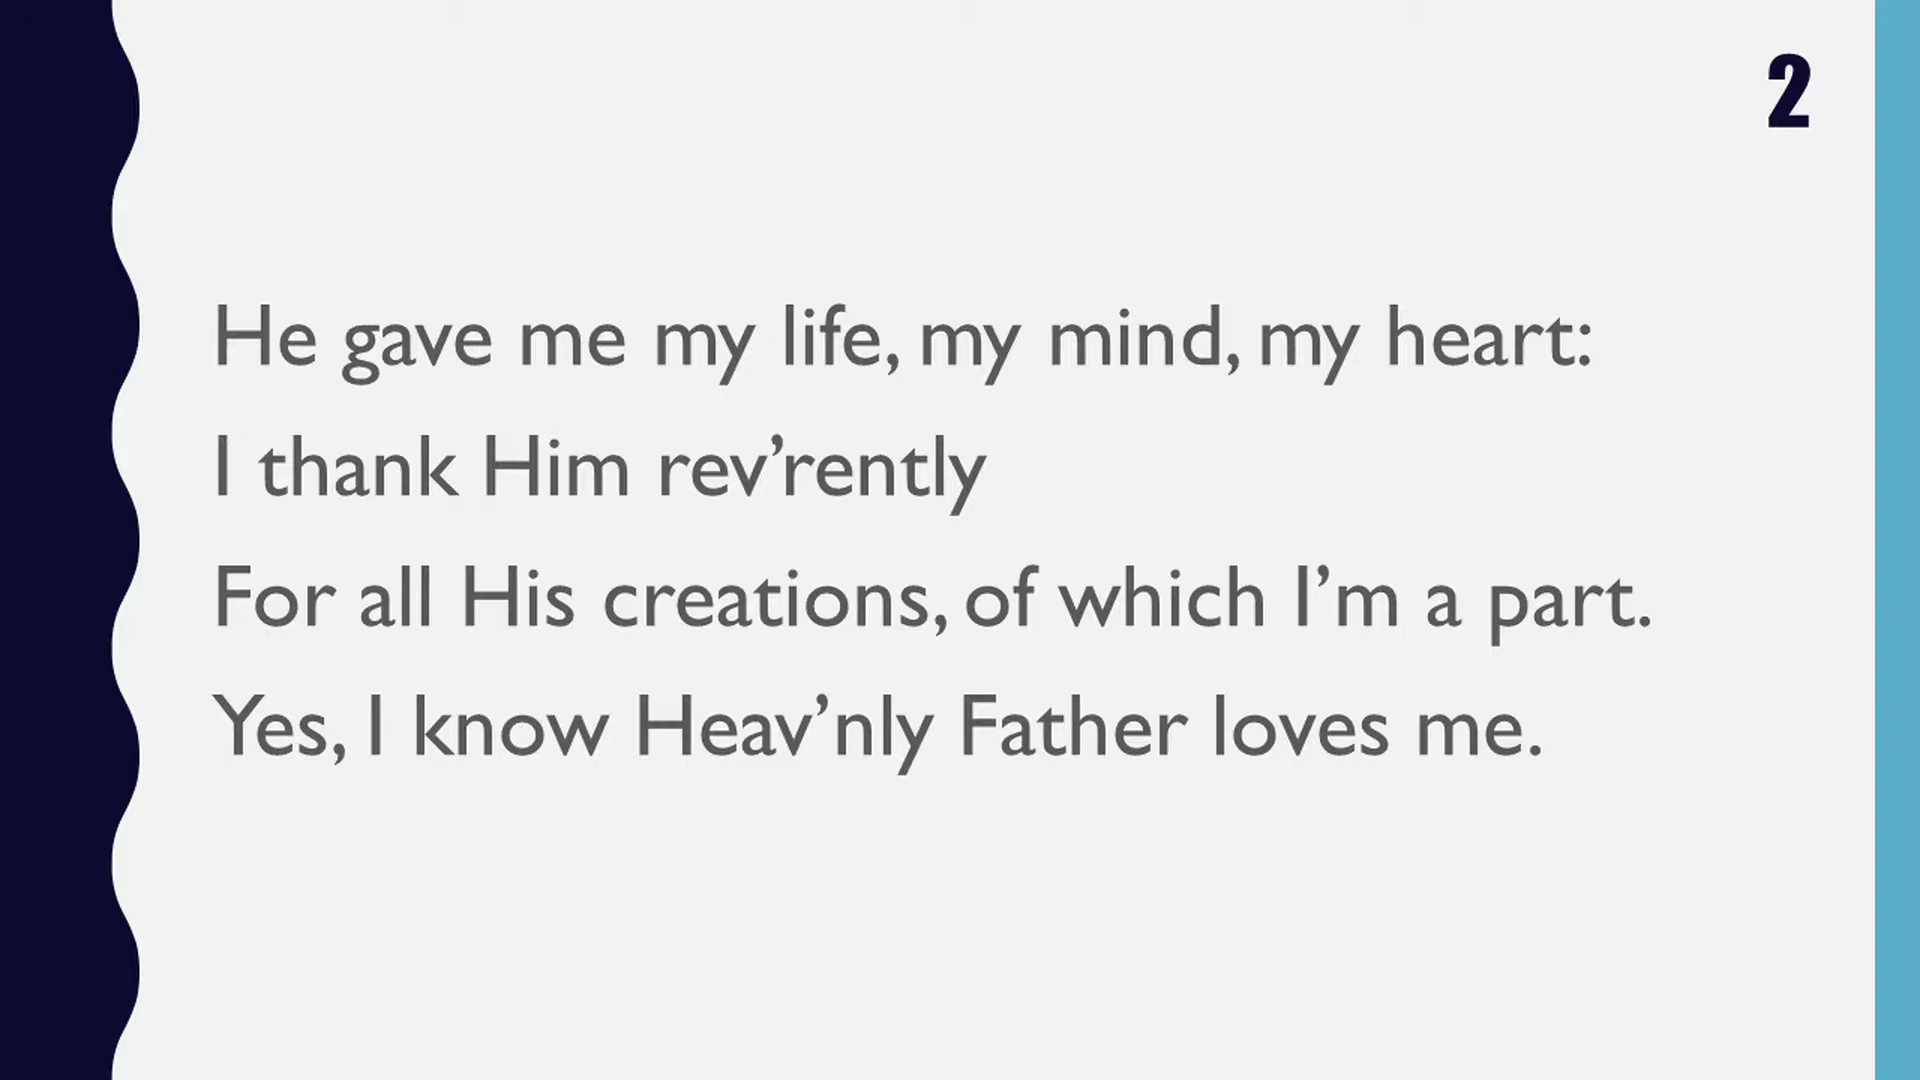 2
He gave me my life, my mind, my heart:
I thank Him rev’rently
For all His creations, of which I’m a part.
Yes, I know Heav’nly Father loves me.